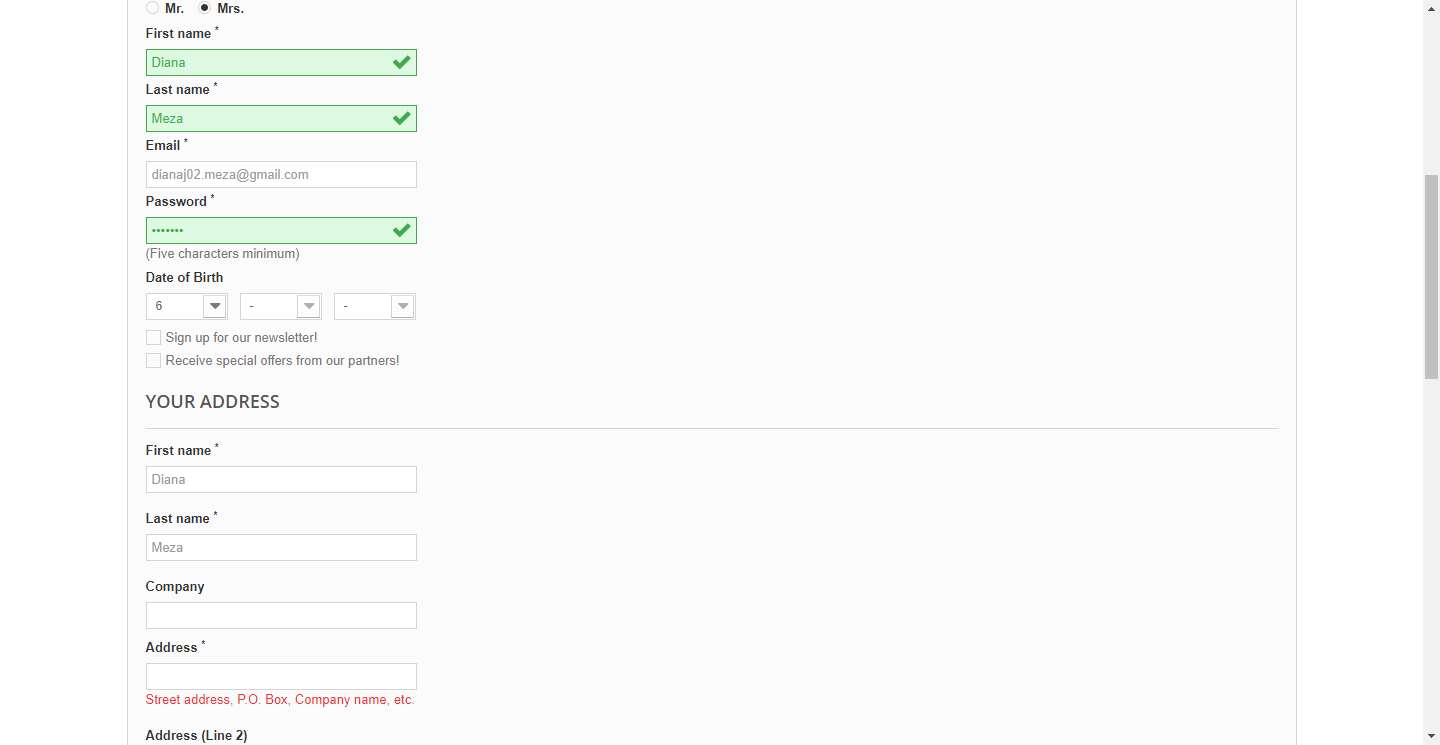 Mr. Mrs.
First name *
Diana
Last name *
Meza
Email *
dianaj02.meza@gmail.com
Password *
•••••••
(Five characters minimum)
Date of Birth
6 - -
Sign up for our newsletter!
Receive special offers from our partners!
YOUR ADDRESS
First name *
Diana
Last name *
Meza
Company
Address *
Street address, P.O. Box, Company name, etc.
Address (Line 2)